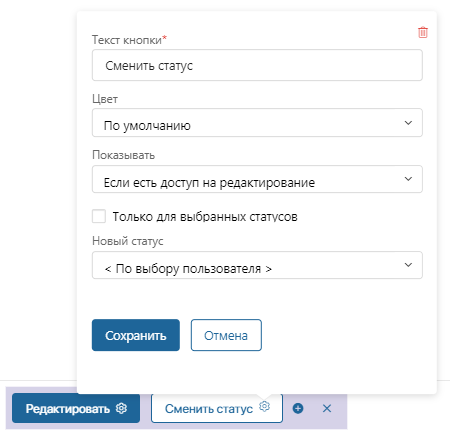 Текст кнопки*
Сменить статус
Цвет
По умолчанию
Показывать
Если есть доступ на редактирование
Только для выбранных статусов
Новый статус
< По выбору пользователя >
Сохранить Отмена
Редактировать Сменить статус